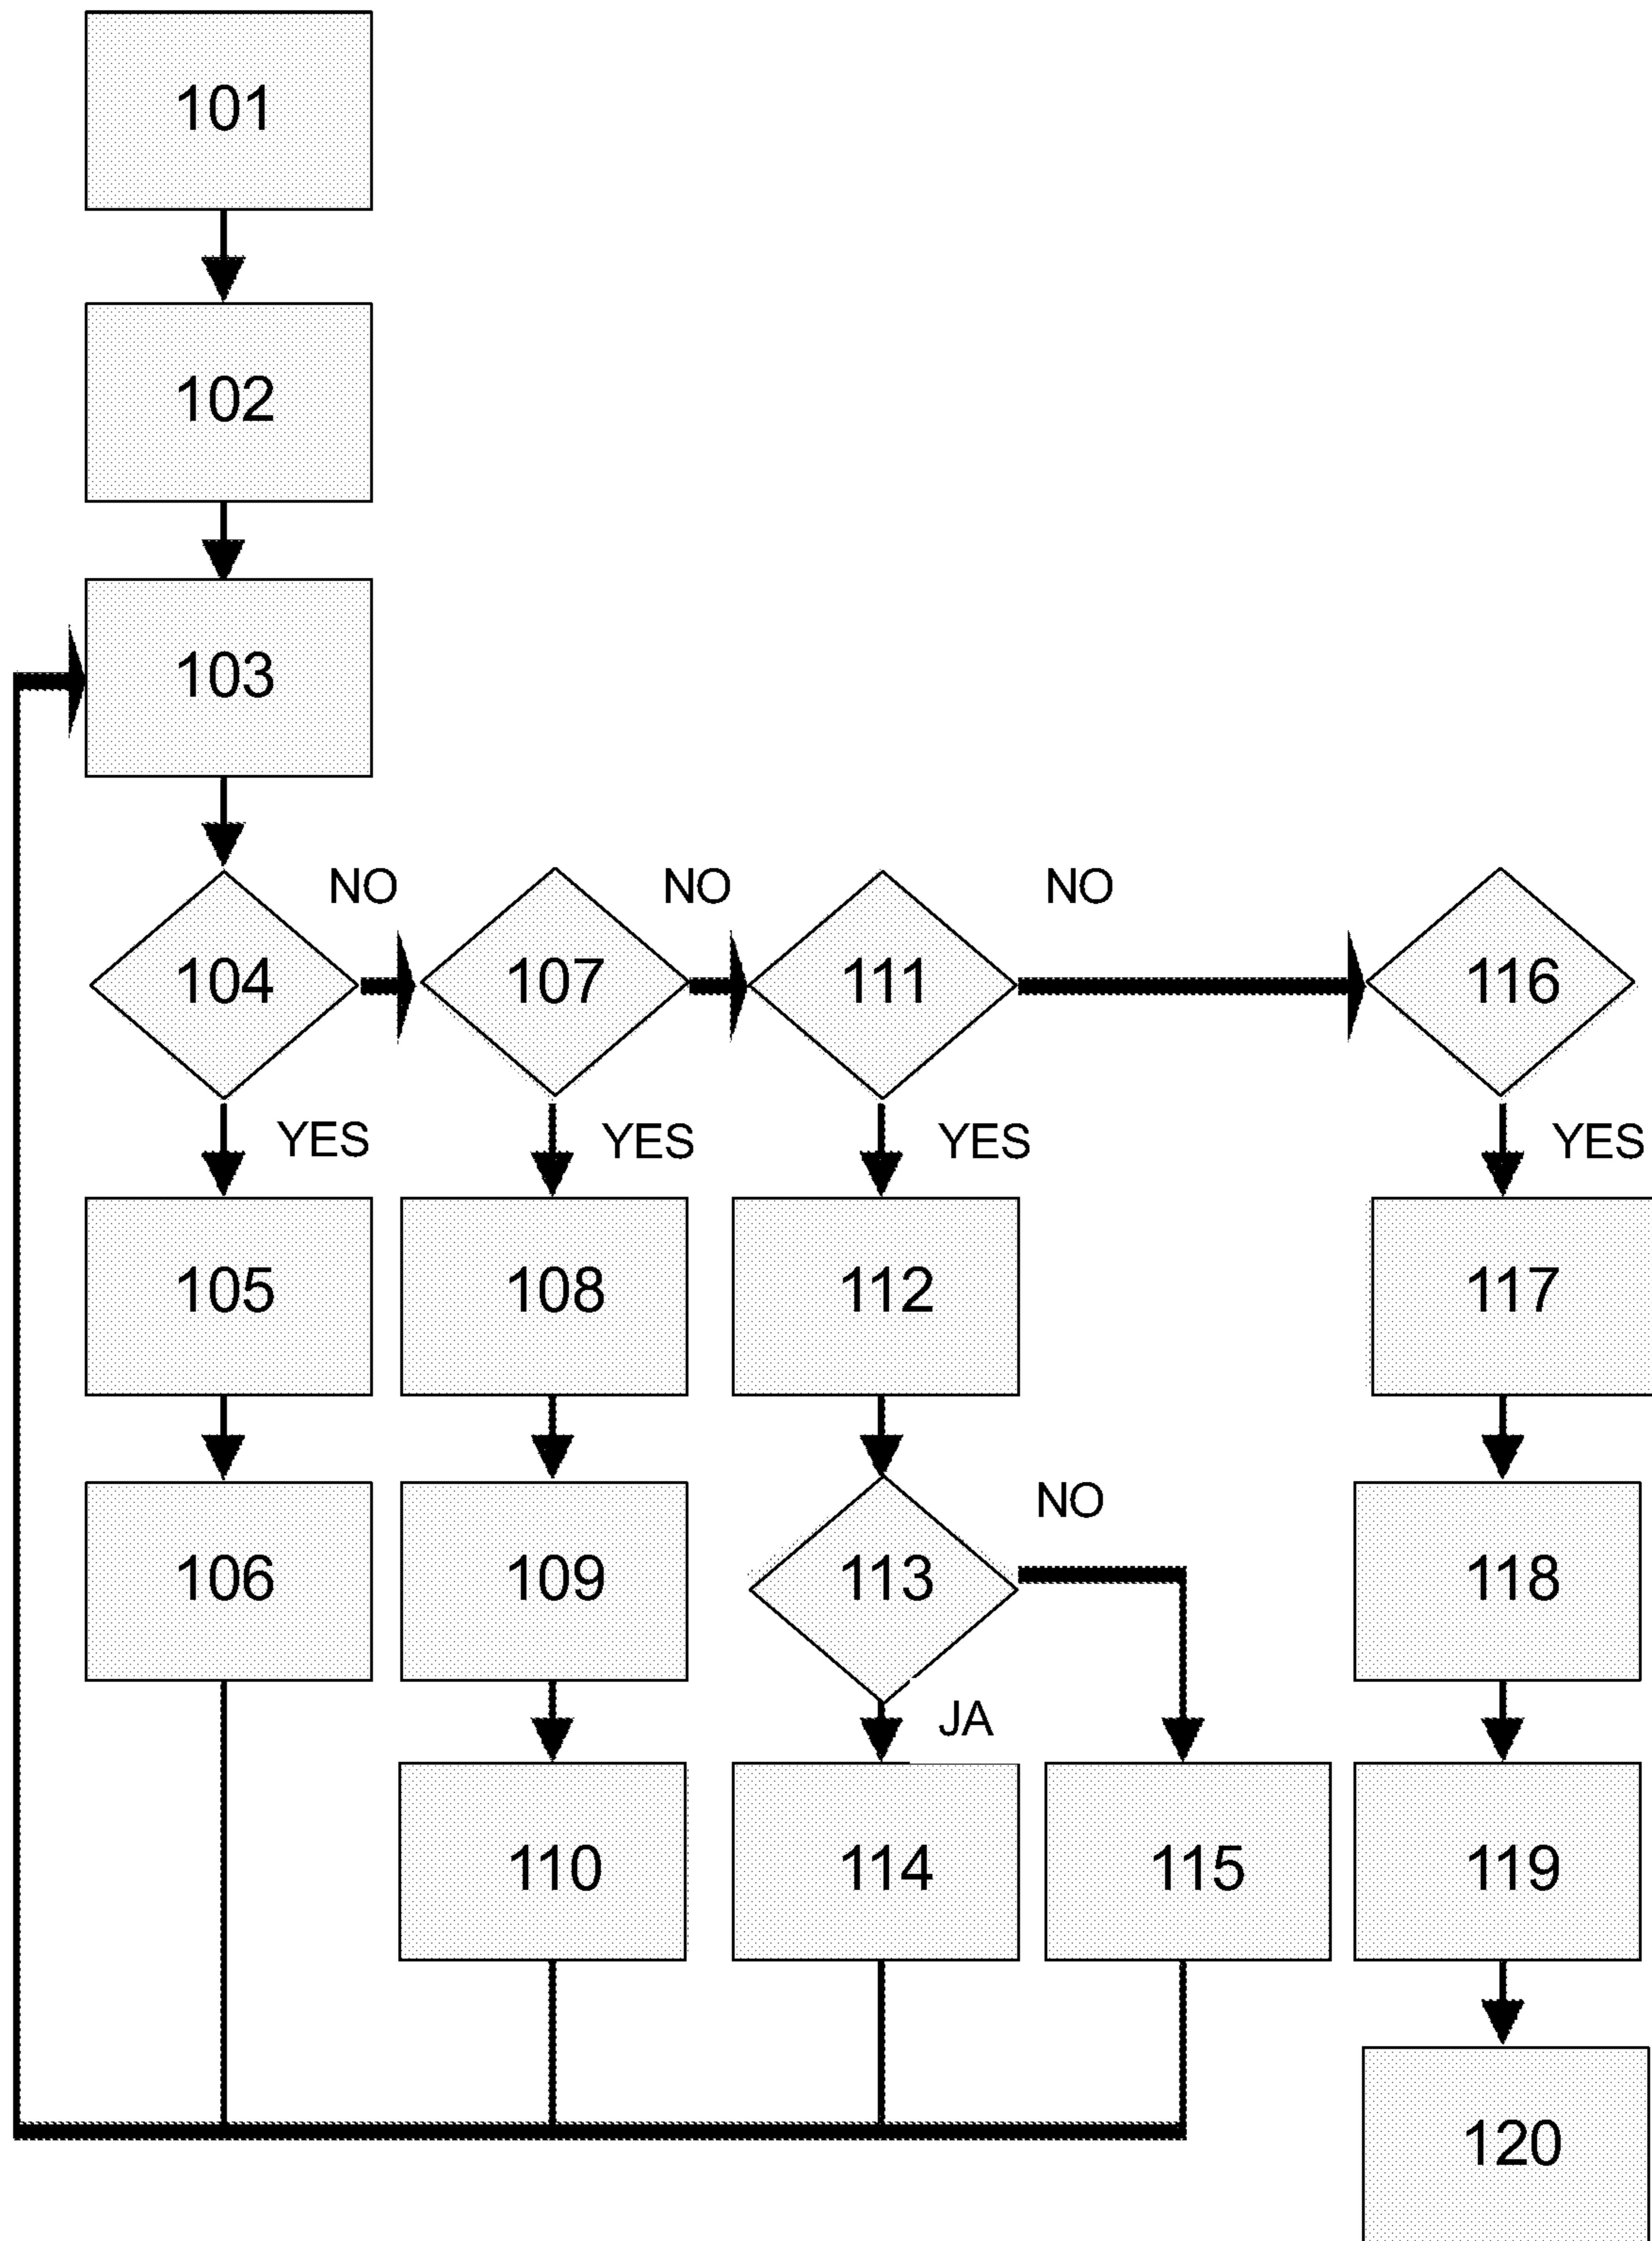 101
102
103
NO NO NO
104 107 111 116
YES YES YES YES
105 108 112 117
NO
106 109 113 118
JA
110 114 115 119
120